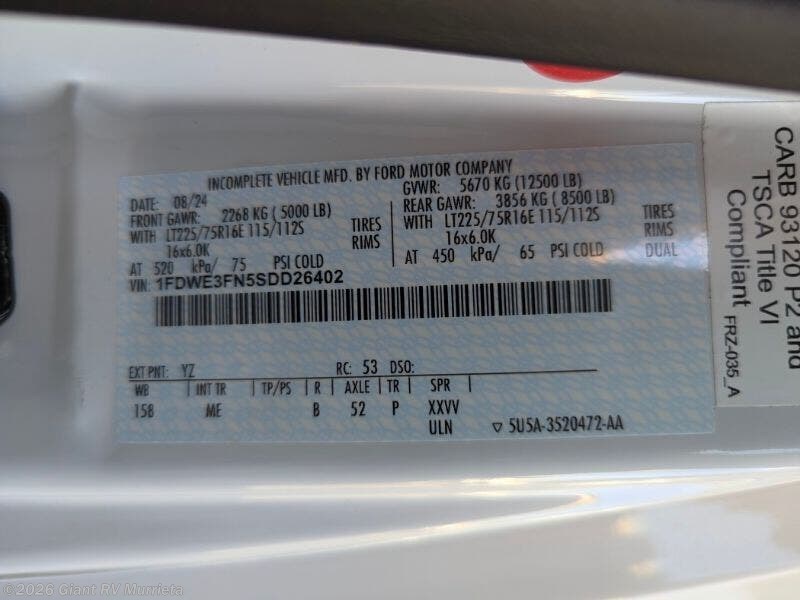 INCOMPLETE VEHICLE MFD. BY FORD MOTOR COMPANY
DATE: 08/24 GVWR: 5670 KG (12500 LB)
FRONT GAWR: 2268 KG ( 5000 LB) REAR GAWR: 3856 KG ( 8500 LB)
WITH LT225/75R16E 115/112S TIRES WITH LT225/75R16E 115/112S TIRES
16x6.0K RIMS 16x6.0K RIMS
AT 520 kPa/ 75 PSI COLD AT 450 kPa/ 65 PSI COLD DUAL
VIN: 1FDWE3FN5SDD26402
EXT PNT: YZ RC: 53 DSO:
WB INT TR TP/PS R AXLE TR SPR
158 ME B 52 P XXVV
ULN ▽ 5U5A-3520472-AA
CARB 93120 P2 and
TSCA Title VI
Compliant FRZ-035_A
©2026 Giant RV Murrieta